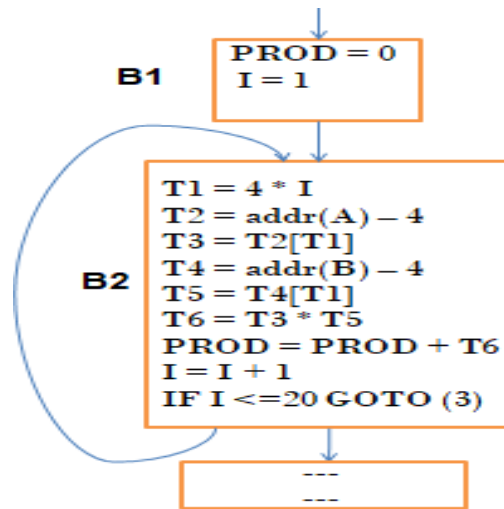 PROD = 0
I = 1
B1
T1 = 4 * I
T2 = addr(A) – 4
T3 = T2[T1]
T4 = addr(B) – 4
T5 = T4[T1]
T6 = T3 * T5
PROD = PROD + T6
I = I + 1
IF I <=20 GOTO (3)
B2
---
---